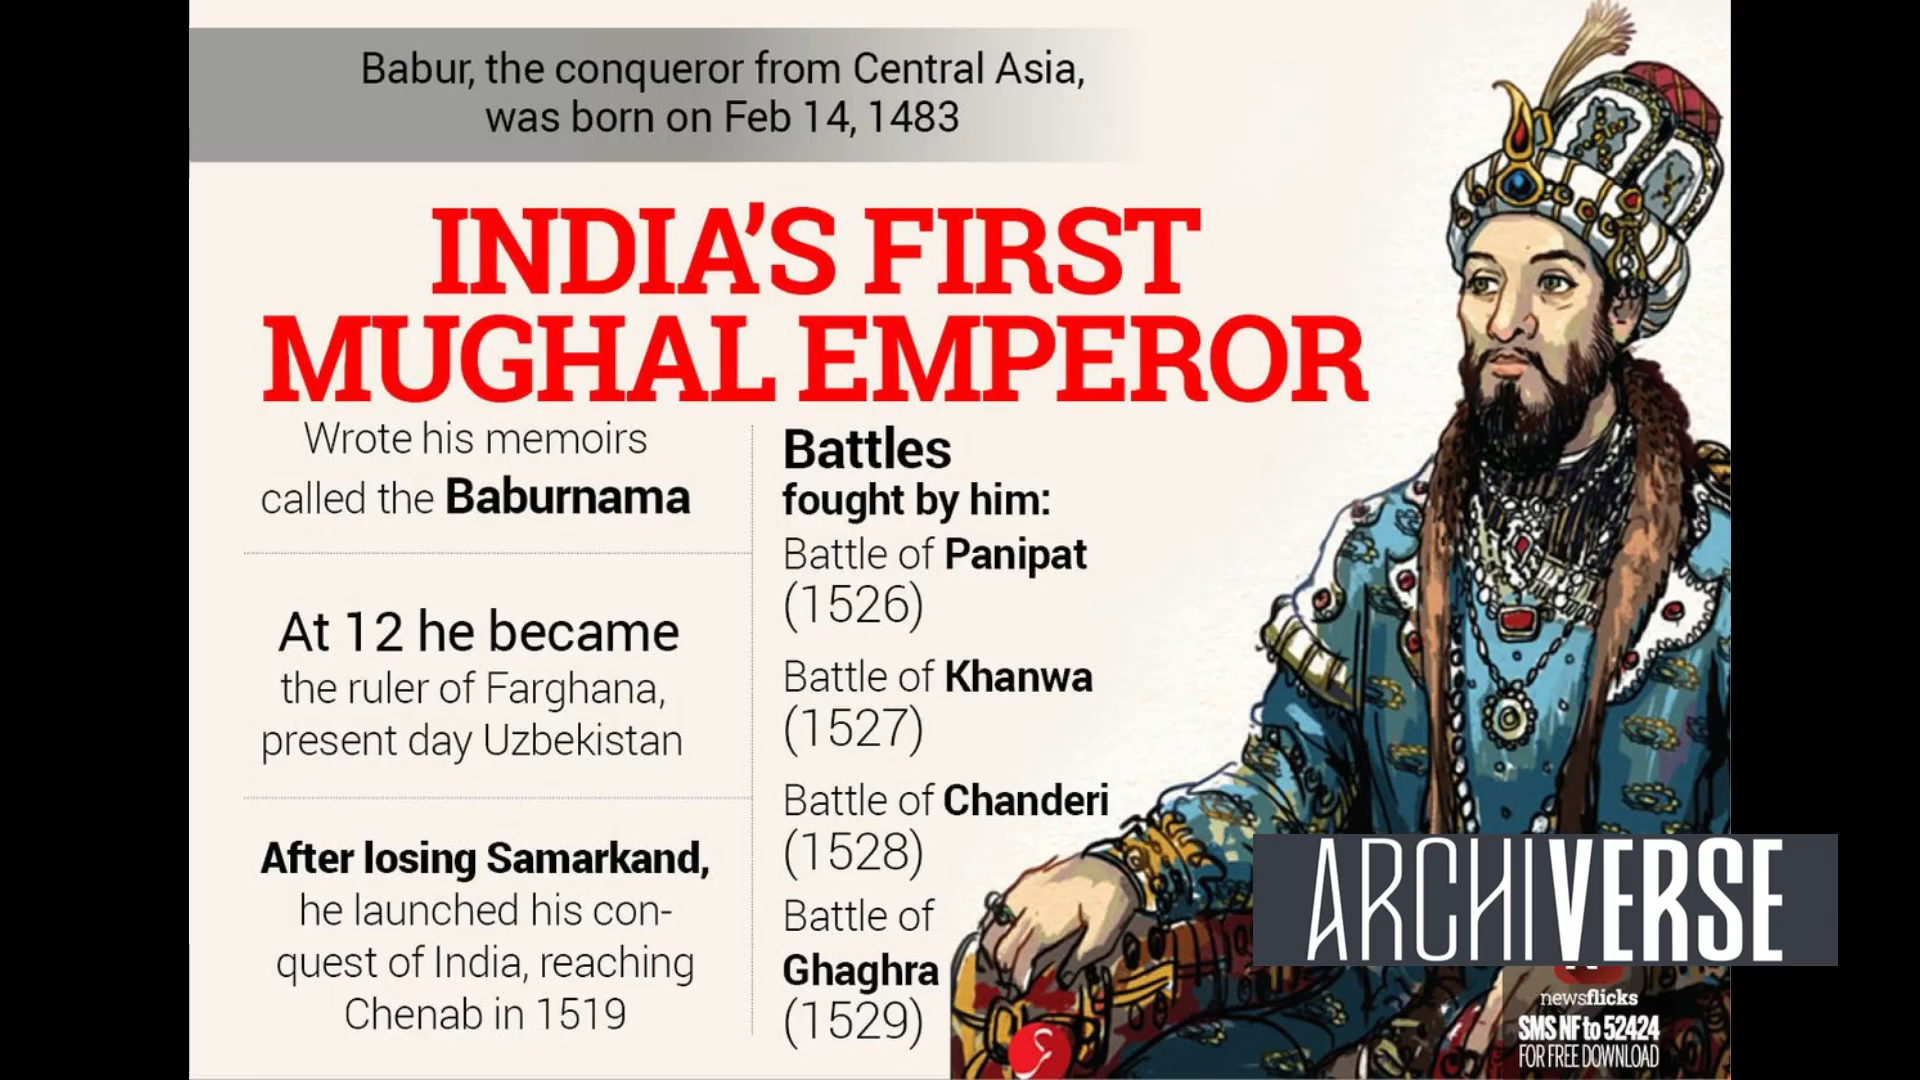 Babur, the conqueror from Central Asia,
was born on Feb 14, 1483
INDIA'S FIRST
MUGHAL EMPEROR
Wrote his memoirs
called the Baburnama
At 12 he became
the ruler of Farghana,
present day Uzbekistan
After losing Samarkand,
he launched his con-
quest of India, reaching
Chenab in 1519
Battles
fought by him:
Battle of Panipat
(1526)
Battle of Khanwa
(1527)
Battle of Chanderi
(1528)
Battle of
Ghaghra
(1529)
ARCHIVERSE
newsflicks
SMS NF to 52424
FOR FREE DOWNLOAD